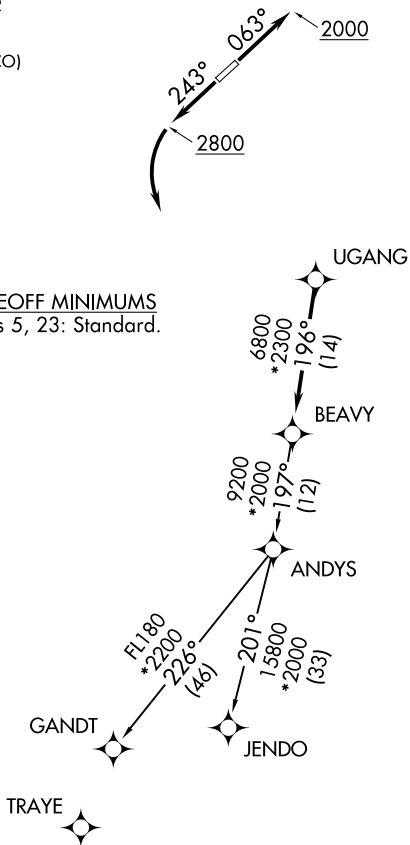 063°
2000
243°
2800
UGANG
EOFF MINIMUMS
5, 23: Standard.
6800
*2300
196°
(14)
BEAVY
9200
*2000
197°
(12)
ANDYS
FL180
*2200
226°
(46)
201°
15800
*2000
(33)
GANDT
JENDO
TRAYE